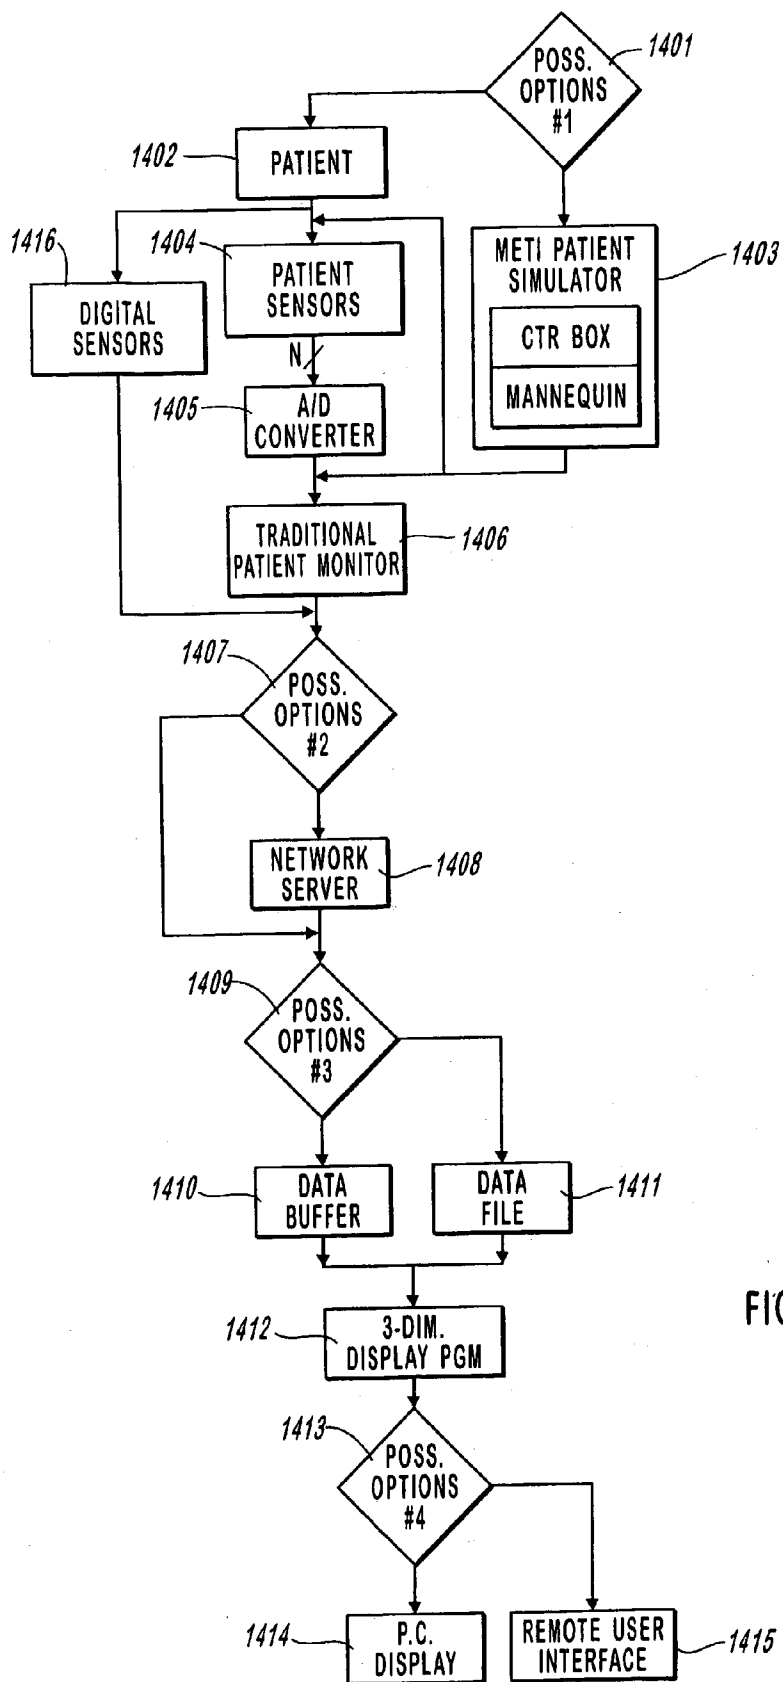 1401
POSS.
OPTIONS
#1
1402
PATIENT
1416
DIGITAL
SENSORS
1404
PATIENT
SENSORS
METI PATIENT
SIMULATOR
CTR BOX
MANNEQUIN
1403
N
1405
A/D
CONVERTER
TRADITIONAL
PATIENT MONITOR
1406
1407
POSS.
OPTIONS
#2
NETWORK
SERVER
1408
1409
POSS.
OPTIONS
#3
1410
DATA
BUFFER
DATA
FILE
1411
FIG
1412
3-DIM.
DISPLAY PGM
1413
POSS.
OPTIONS
#4
1414
P.C.
DISPLAY
REMOTE USER
INTERFACE
1415